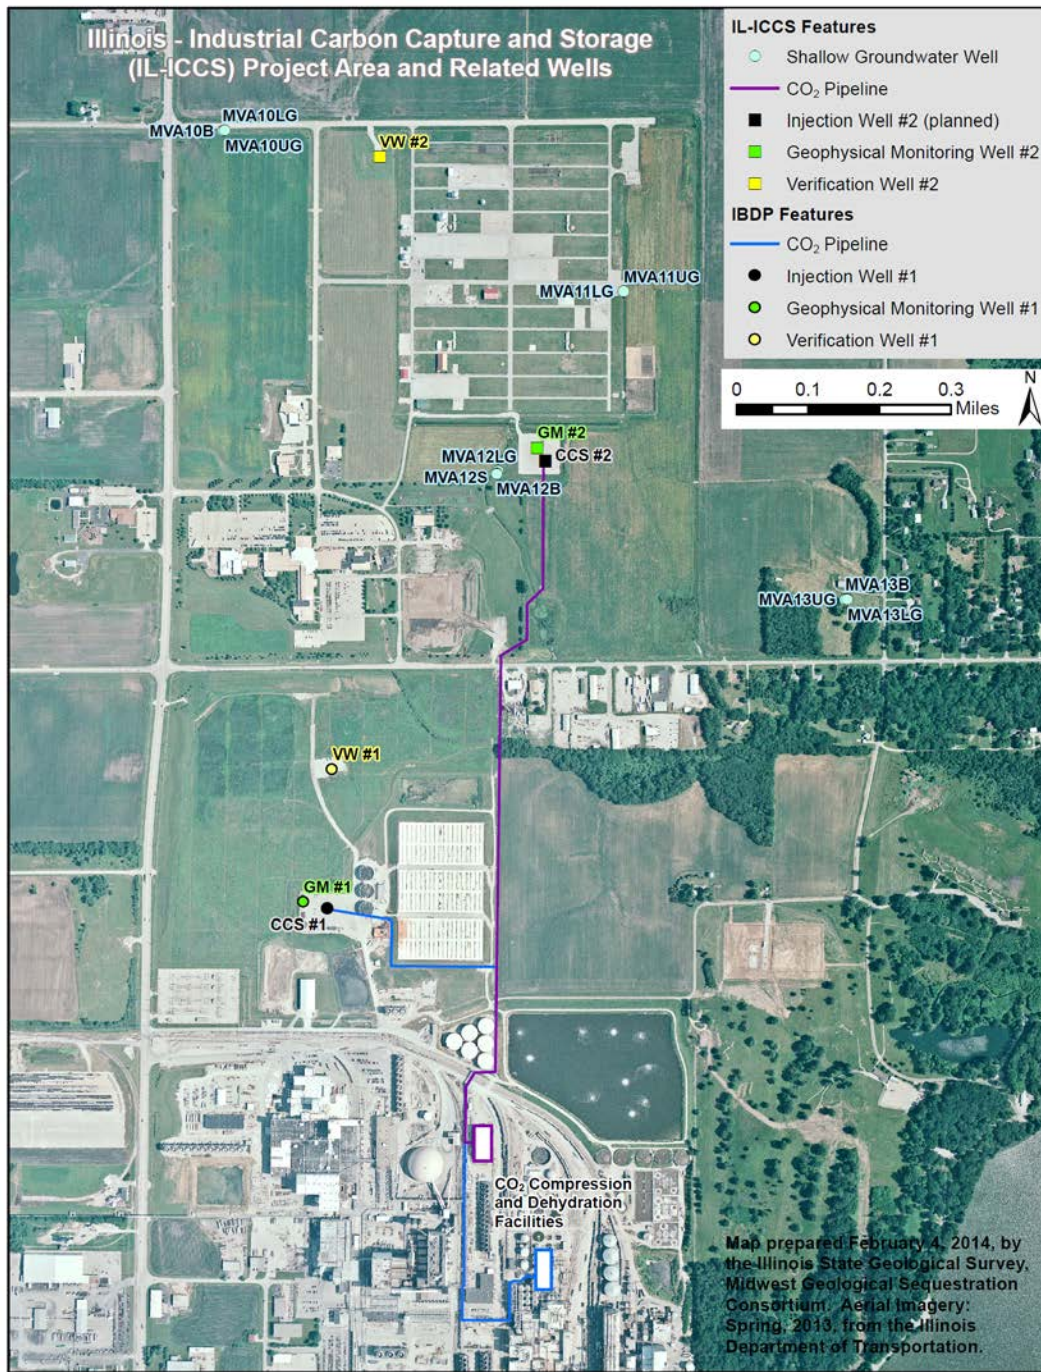 Illinois - Industrial Carbon Capture and Storage
(IL-ICCS) Project Area and Related Wells
IL-ICCS Features
Shallow Groundwater Well
CO₂ Pipeline
Injection Well #2 (planned)
Geophysical Monitoring Well #2
Verification Well #2
IBDP Features
CO₂ Pipeline
Injection Well #1
Geophysical Monitoring Well #1
Verification Well #1
0 0.1 0.2 0.3
Miles
N
MVA10LG
MVA10B
MVA10UG
VW #2
MVA11UG
MVA11LG
GM #2
MVA12LG
CCS #2
MVA12S
MVA12B
MVA13B
MVA13UG
MVA13LG
VW #1
GM #1
CCS #1
CO₂ Compression
and Dehydration
Facilities
Map prepared February 4, 2014, by
the Illinois State Geological Survey,
Midwest Geological Sequestration
Consortium. Aerial Imagery:
Spring, 2013, from the Illinois
Department of Transportation.